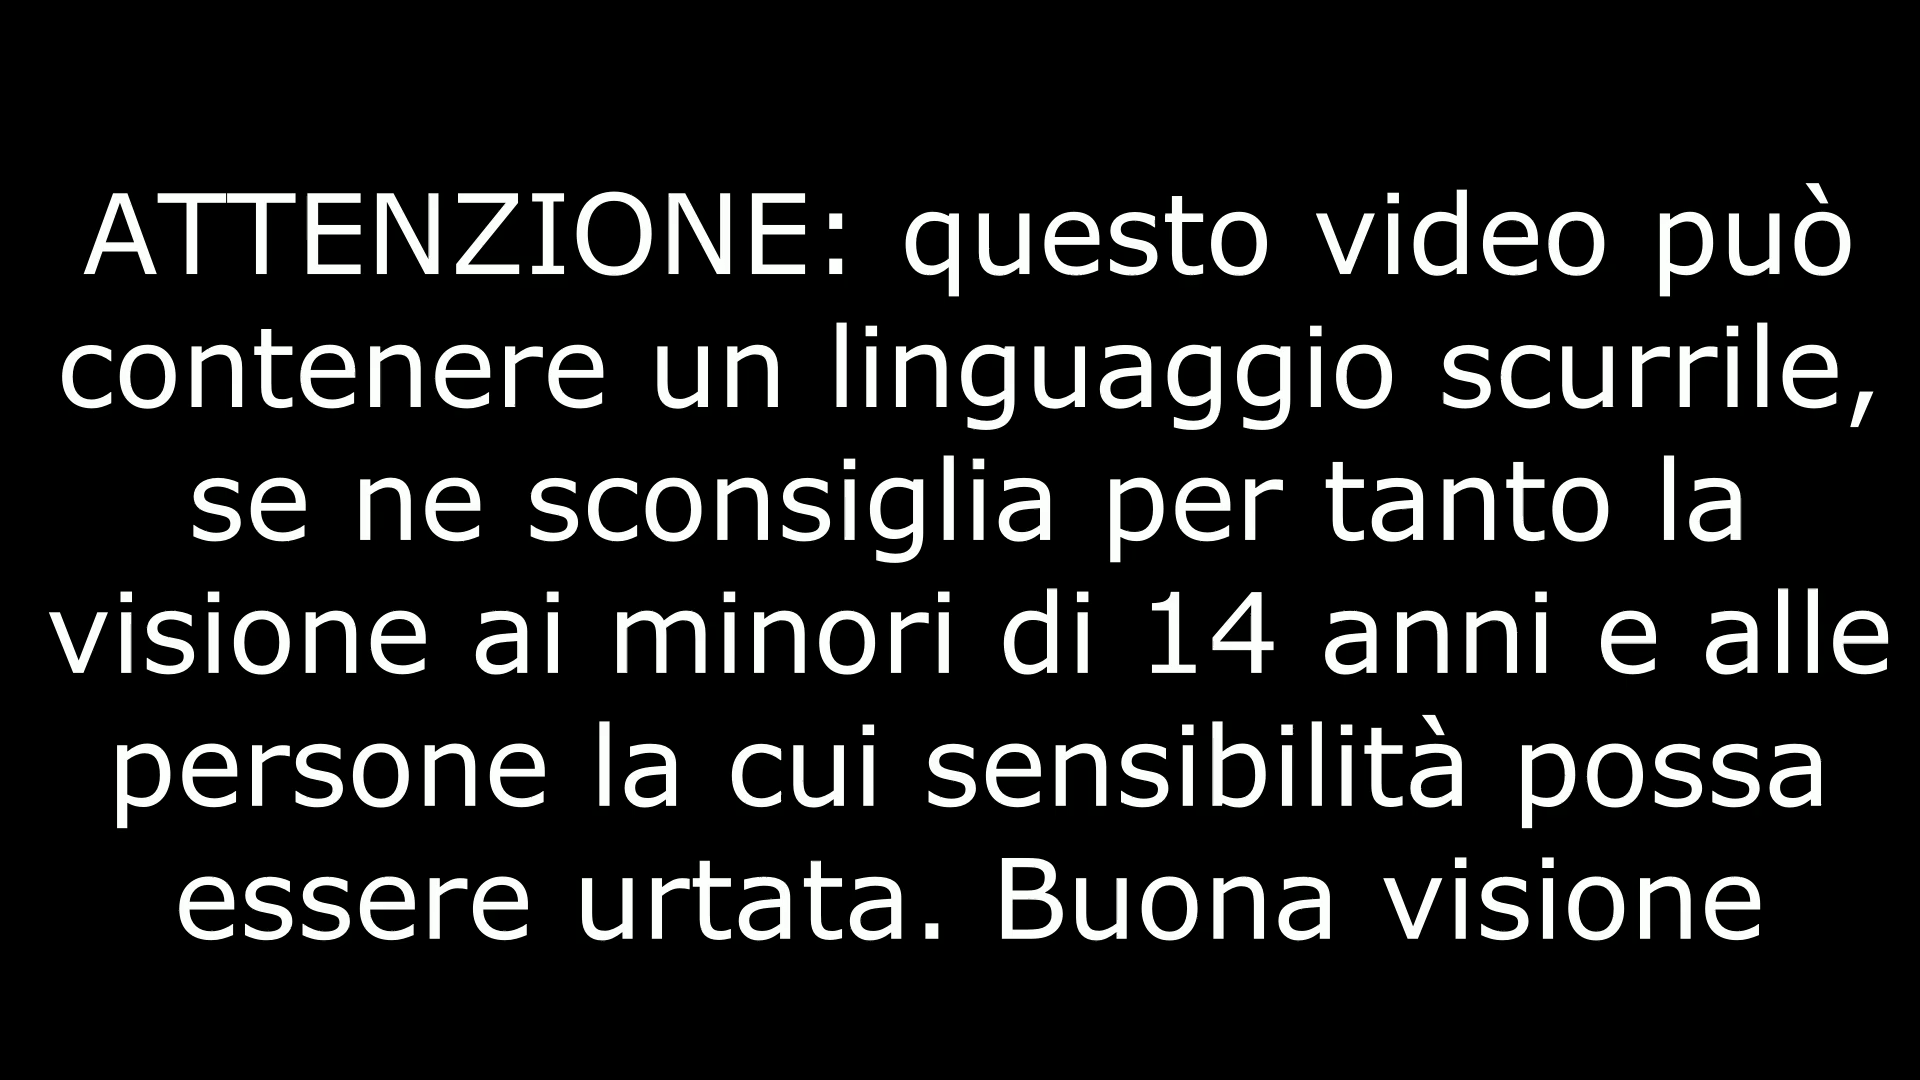 ATTENZIONE: questo video può
contenere un linguaggio scurrile,
se ne sconsiglia per tanto la
visione ai minori di 14 anni e alle
persone la cui sensibilità possa
essere urtata. Buona visione